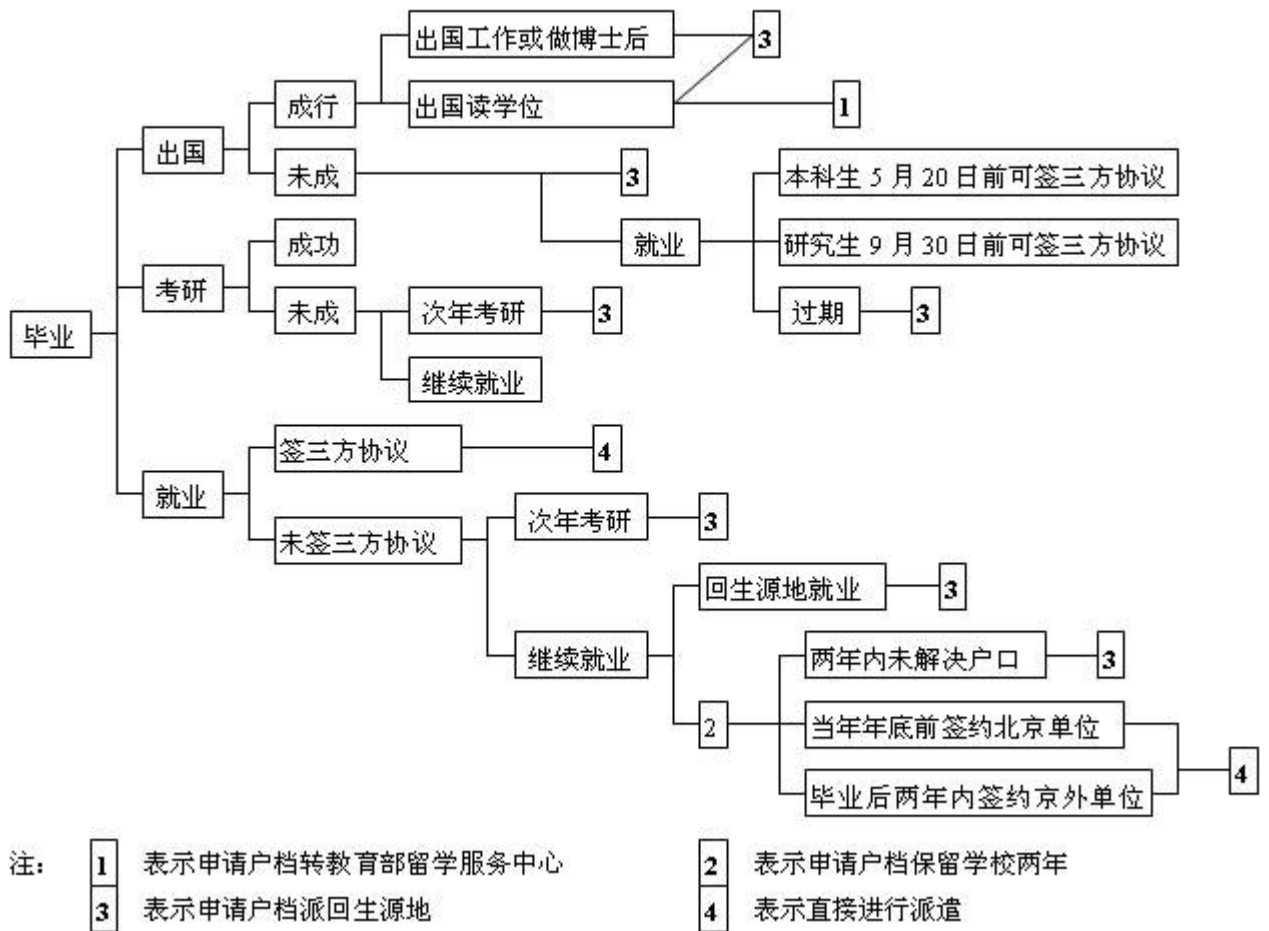 出国工作或做博士后
3
成行
出国读学位
1
出国
未成
3
本科生 5 月 20 日前可签三方协议
成功
就业
研究生 9 月 30 日前可签三方协议
考研
毕业
未成
次年考研
3
过期
3
继续就业
签三方协议
4
就业
次年考研
3
未签三方协议
回生源地就业
3
继续就业
两年内未解决户口
3
2
当年年底前签约北京单位
4
毕业后两年内签约京外单位
注：
1 表示申请户档转教育部留学服务中心
2 表示申请户档保留学校两年
3 表示申请户档派回生源地
4 表示直接进行派遣